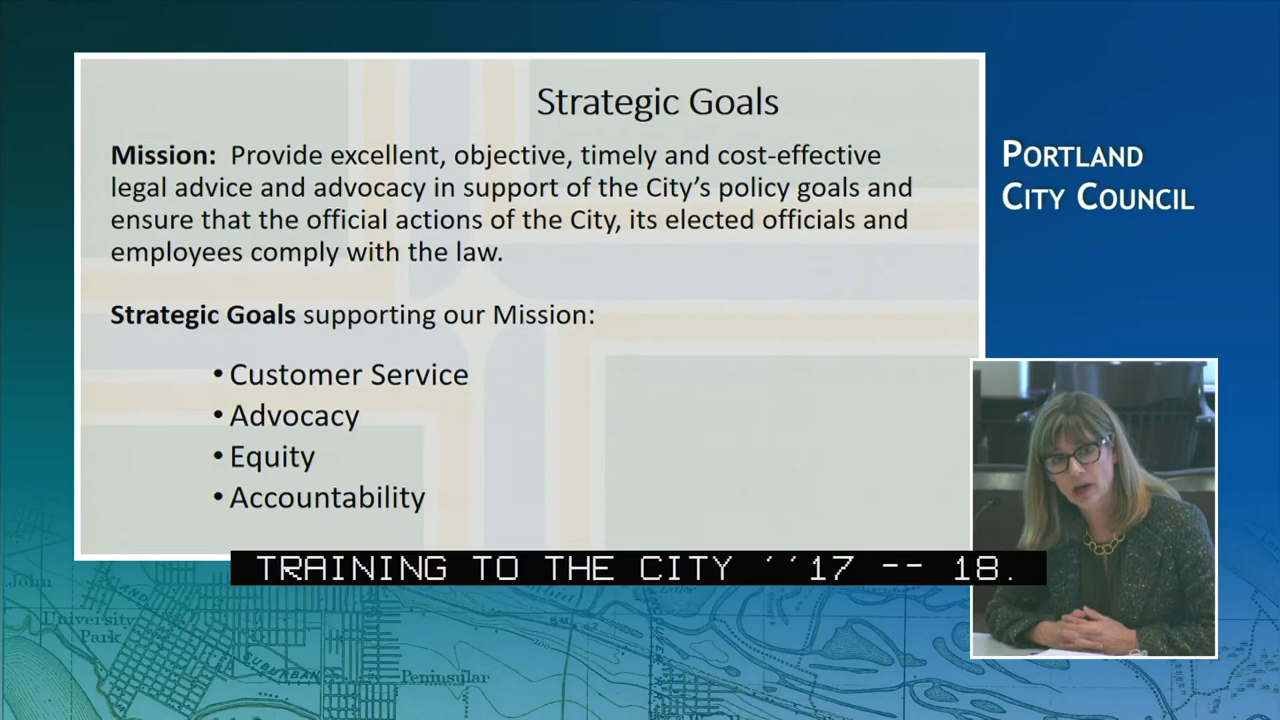 Strategic Goals
Mission: Provide excellent, objective, timely and cost-effective
legal advice and advocacy in support of the City's policy goals and
ensure that the official actions of the City, its elected officials and
employees comply with the law.
Strategic Goals supporting our Mission:
• Customer Service
• Advocacy
• Equity
• Accountability
PORTLAND
CITY COUNCIL
TRAINING TO THE CITY ''17 -- 18.
John
University
Park
SUBURBAN
Peninsular